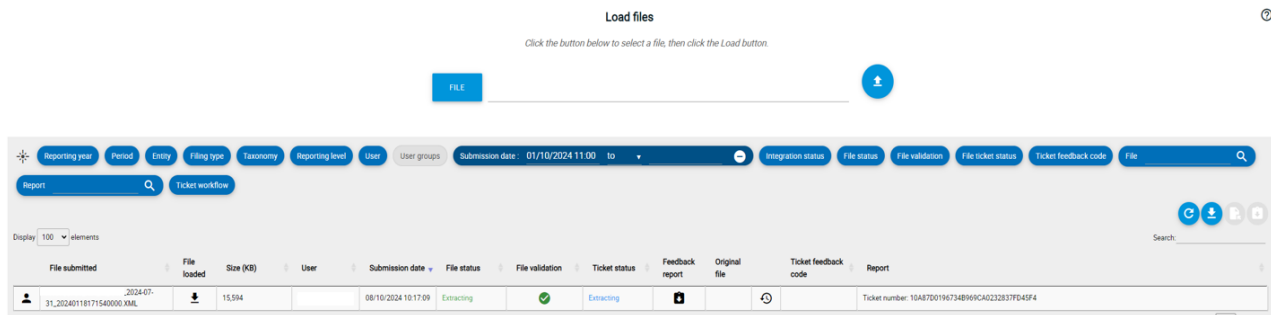 Load files
Click the button below to select a file, then click the Load button.
FILE
Reporting year Period Entity Filing type Taxonomy Reporting level User User groups Submission date : 01/10/2024 11:00 to Integration status File status File validation File ticket status Ticket feedback code File
Report Ticket workflow
Display 100 elements
Search:
File submitted File loaded Size (KB) User Submission date File status File validation Ticket status Feedback report Original file Ticket feedback code Report
_2024-07-
31_20240118171540000.XML 15,594 08/10/2024 10:17:09 Extracting Extracting Ticket number: 10A87D0196734B969CA0232837FD45F4